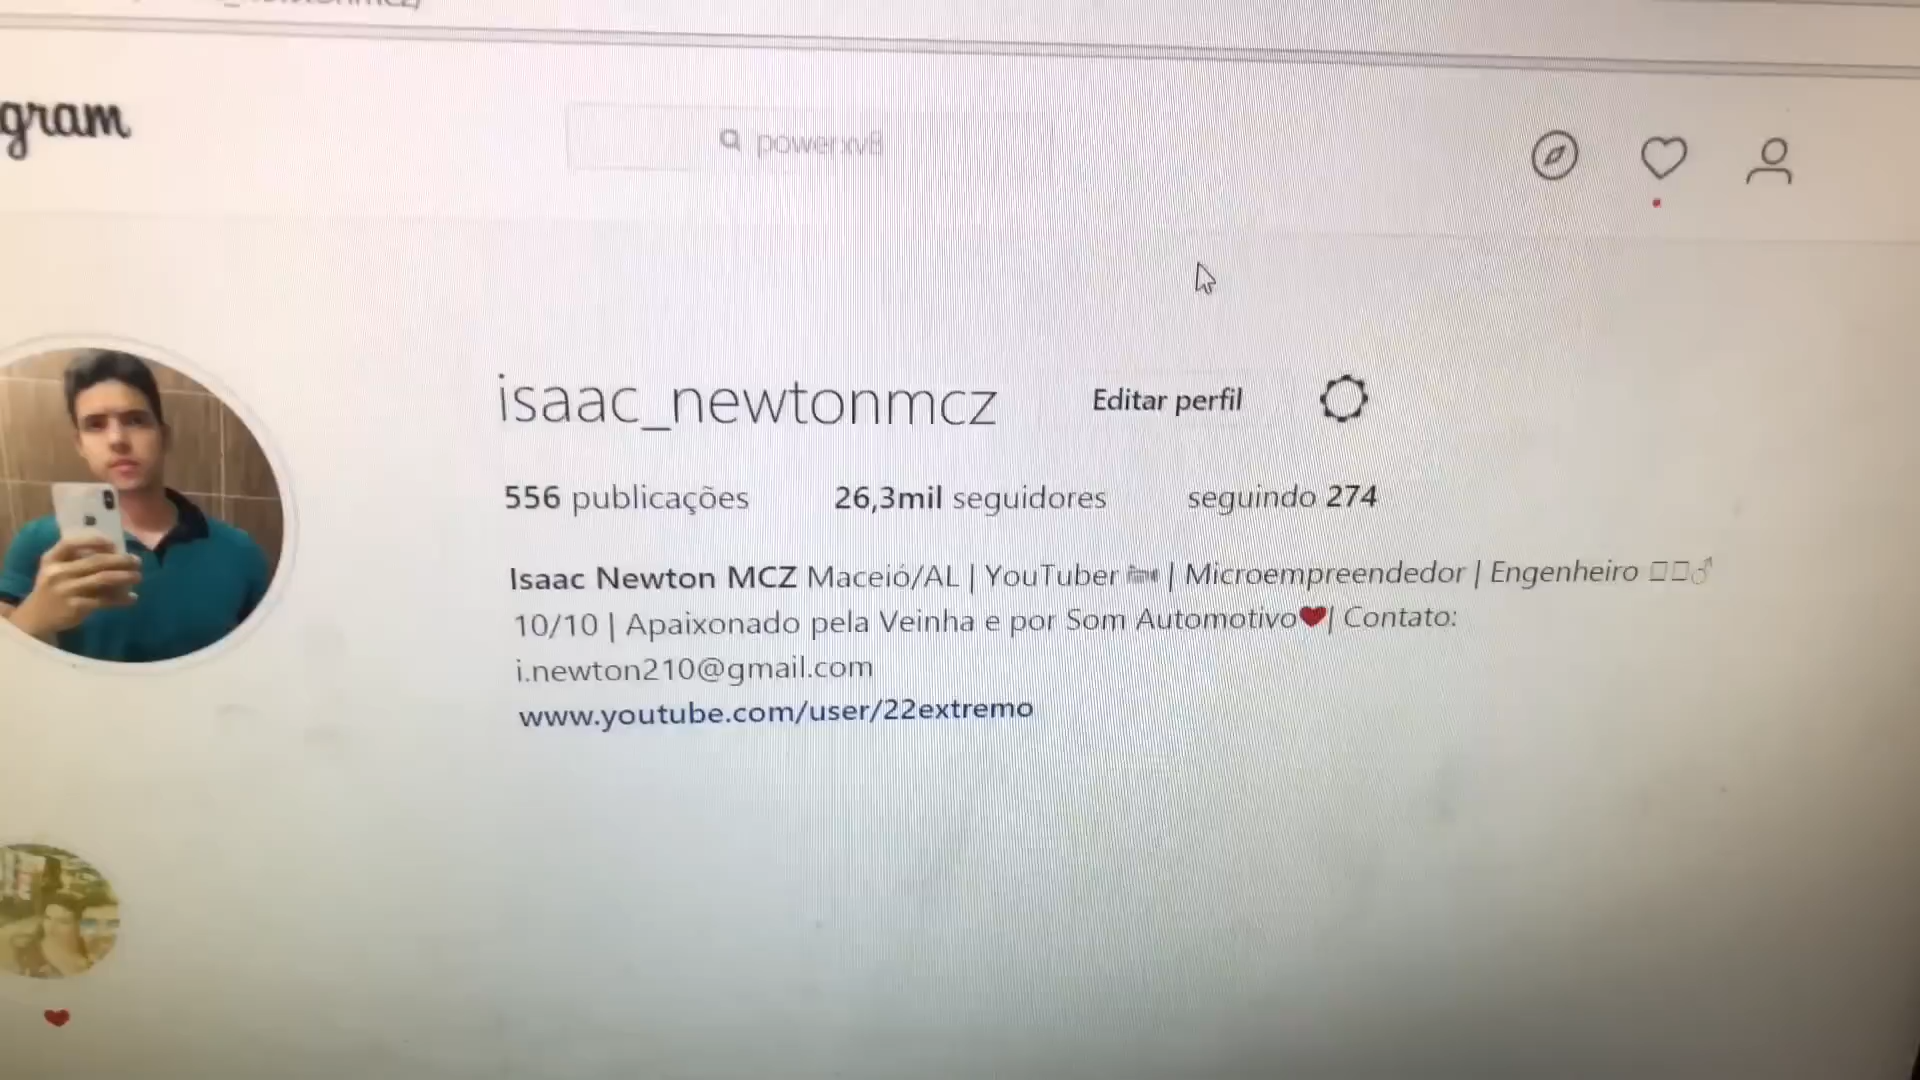 gram
powerxv8
isaac_newtonmcz Editar perfil
556 publicações 26,3mil seguidores seguindo 274
Isaac Newton MCZ Maceió/AL | YouTuber | Microempreendedor | Engenheiro
10/10 | Apaixonado pela Veinha e por Som Automotivo❤| Contato:
i.newton210@gmail.com
www.youtube.com/user/22extremo